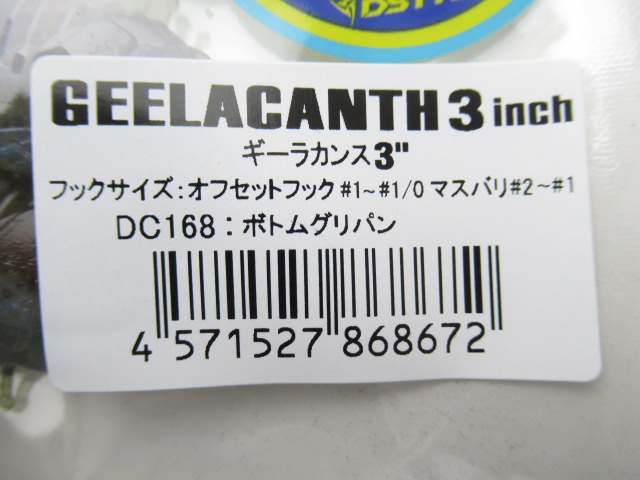 GEELACANTH 3 inch
ギーラカンス3"
フックサイズ:オフセットフック #1~#1/0 マスバリ#2~#1
DC168:ボトムグリパン
4 571527 868672